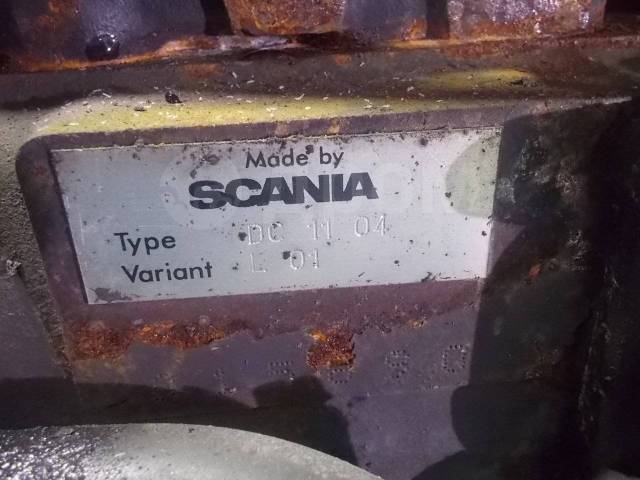 Made by
SCANIA
Type DC 11 04
Variant L 01